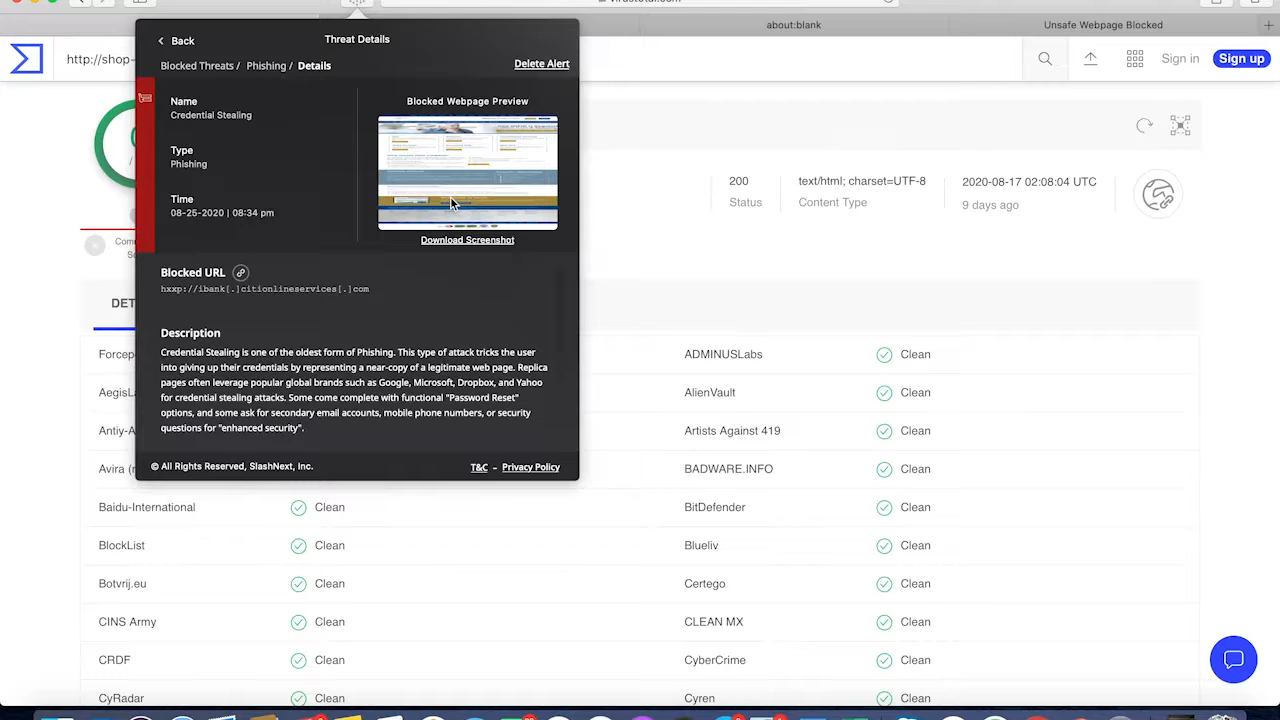 about:blank
Unsafe Webpage Blocked
Back
Threat Details
Blocked Threats / Phishing / Details
Delete Alert
http://shop-
Sign in
Sign up
Name
Credential Stealing
Type
Phishing
Time
08-25-2020 | 08:34 pm
Blocked Webpage Preview
Download Screenshot
200
Status
text/html; charset=UTF-8
Content Type
2020-08-17 02:08:04 UTC
9 days ago
Blocked URL
hxxp://ibank[.]citionlineservices[.]com
Description
Credential Stealing is one of the oldest form of Phishing. This type of attack tricks the user
into giving up their credentials by representing a near-copy of a legitimate web page. Replica
pages often leverage popular global brands such as Google, Microsoft, Dropbox, and Yahoo
for credential stealing attacks. Some come complete with functional "Password Reset"
options, and some ask for secondary email accounts, mobile phone numbers, or security
questions for "enhanced security".
© All Rights Reserved, SlashNext, Inc.
T&C – Privacy Policy
DET
Forcep
ADMINUSLabs
Clean
AegisL
AlienVault
Clean
Antiy-A
Artists Against 419
Clean
Avira (
BADWARE.INFO
Clean
Baidu-International
Clean
BitDefender
Clean
BlockList
Clean
Blueliv
Clean
Botvrij.eu
Clean
Certego
Clean
CINS Army
Clean
CLEAN MX
Clean
CRDF
Clean
CyberCrime
Clean
CyRadar
Clean
Cyren
Clean